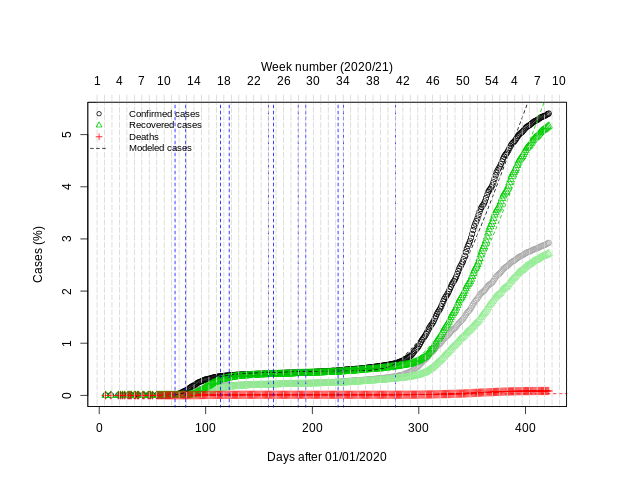 Week number (2020/21)
1 4 7 10 14 18 22 26 30 34 38 42 46 50 54 4 7 10
Confirmed cases
Recovered cases
Deaths
Modeled cases
Cases (%)
5
4
3
2
1
0
0 100 200 300 400
Days after 01/01/2020